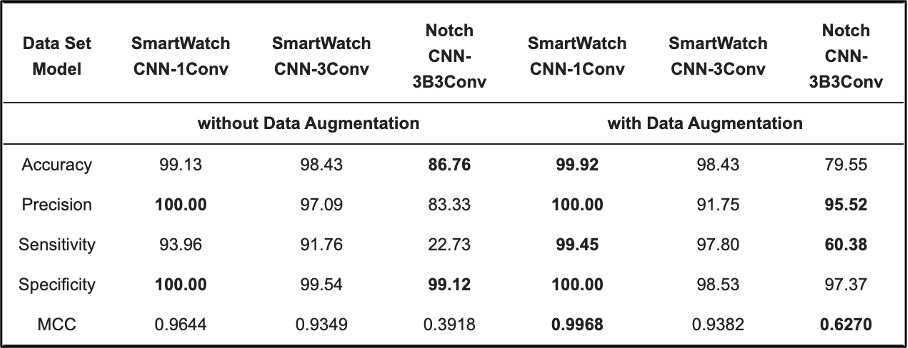 Data Set Model SmartWatch CNN-1Conv SmartWatch CNN-3Conv Notch CNN-3B3Conv SmartWatch CNN-1Conv SmartWatch CNN-3Conv Notch CNN-3B3Conv
without Data Augmentation with Data Augmentation
Accuracy 99.13 98.43 86.76 99.92 98.43 79.55
Precision 100.00 97.09 83.33 100.00 91.75 95.52
Sensitivity 93.96 91.76 22.73 99.45 97.80 60.38
Specificity 100.00 99.54 99.12 100.00 98.53 97.37
MCC 0.9644 0.9349 0.3918 0.9968 0.9382 0.6270